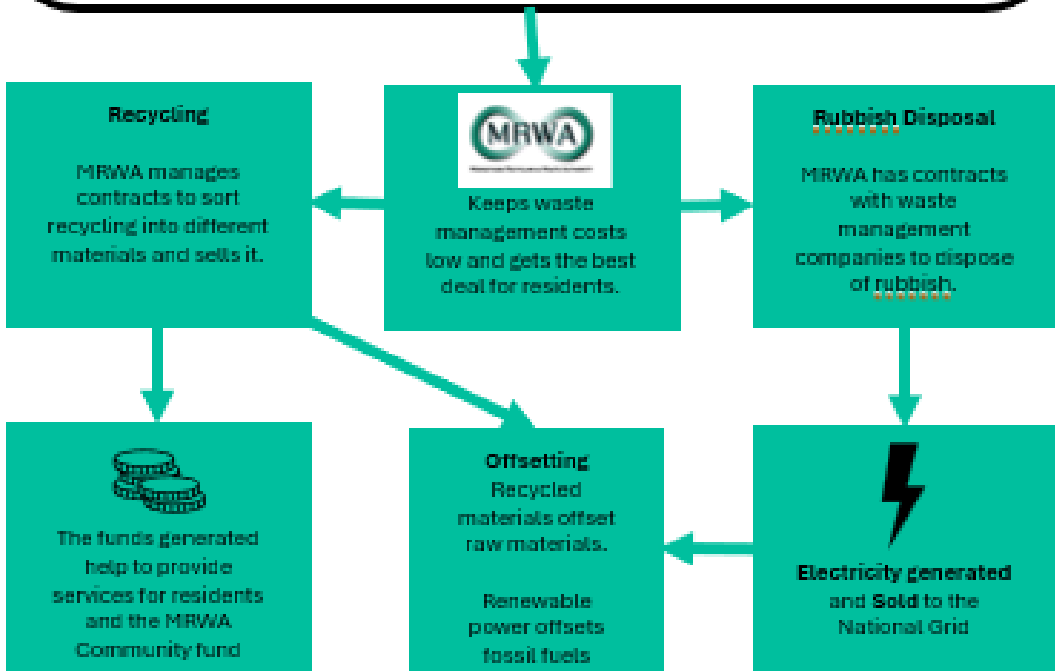 Recycling
MRWA manages
contracts to sort
recycling into different
materials and sells it.
MRWA
Keeps waste
management costs
low and gets the best
deal for residents.
Rubbish Disposal
MRWA has contracts
with waste
management
companies to dispose
of rubbish.
The funds generated
help to provide
services for residents
and the MRWA
Community fund
Offsetting
Recycled
materials offset
raw materials.
Renewable
power offsets
fossil fuels
Electricity generated
and Sold to the
National Grid